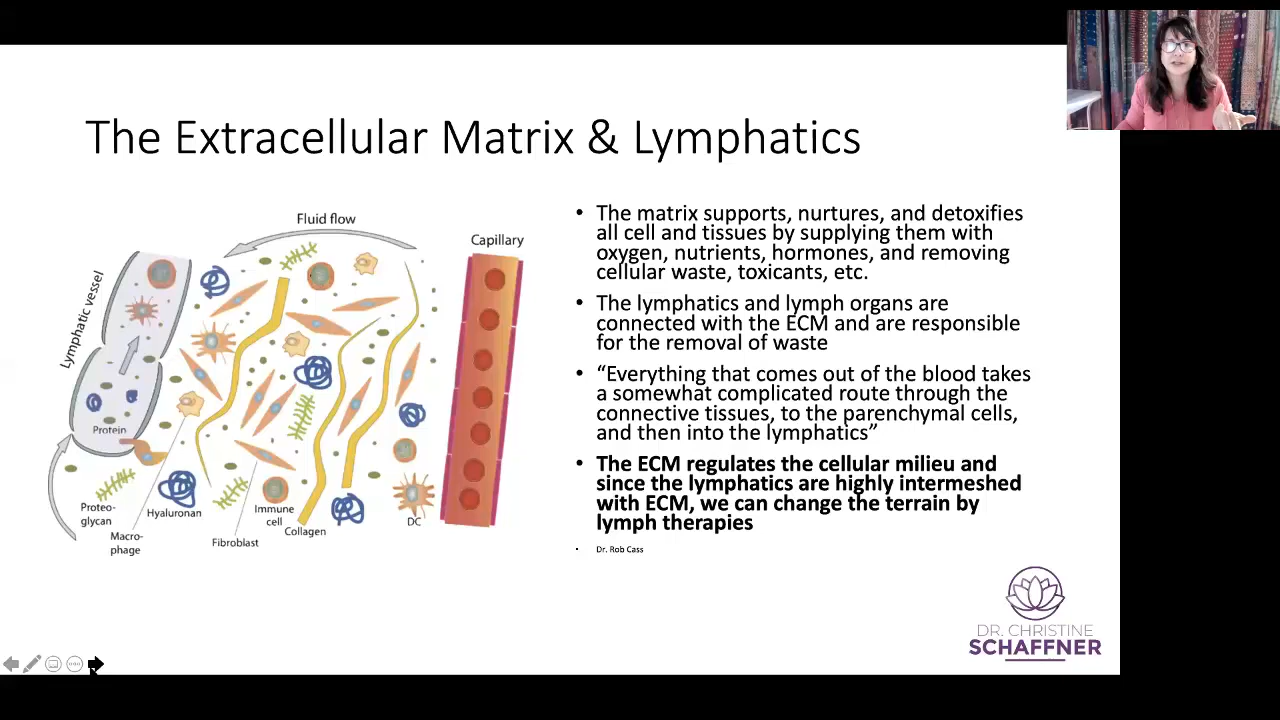 The Extracellular Matrix & Lymphatics
Fluid flow
Capillary
Lymphatic vessel
Protein
Proteo-
glycan
Macro-
phage
Hyaluronan
Fibroblast
Immune
cell
Collagen
DC
• The matrix supports, nurtures, and detoxifies
all cell and tissues by supplying them with
oxygen, nutrients, hormones, and removing
cellular waste, toxicants, etc.
• The lymphatics and lymph organs are
connected with the ECM and are responsible
for the removal of waste
• “Everything that comes out of the blood takes
a somewhat complicated route through the
connective tissues, to the parenchymal cells,
and then into the lymphatics”
• The ECM regulates the cellular milieu and
since the lymphatics are highly intermeshed
with ECM, we can change the terrain by
lymph therapies
• Dr. Rob Cass
DR. CHRISTINE
SCHAFFNER